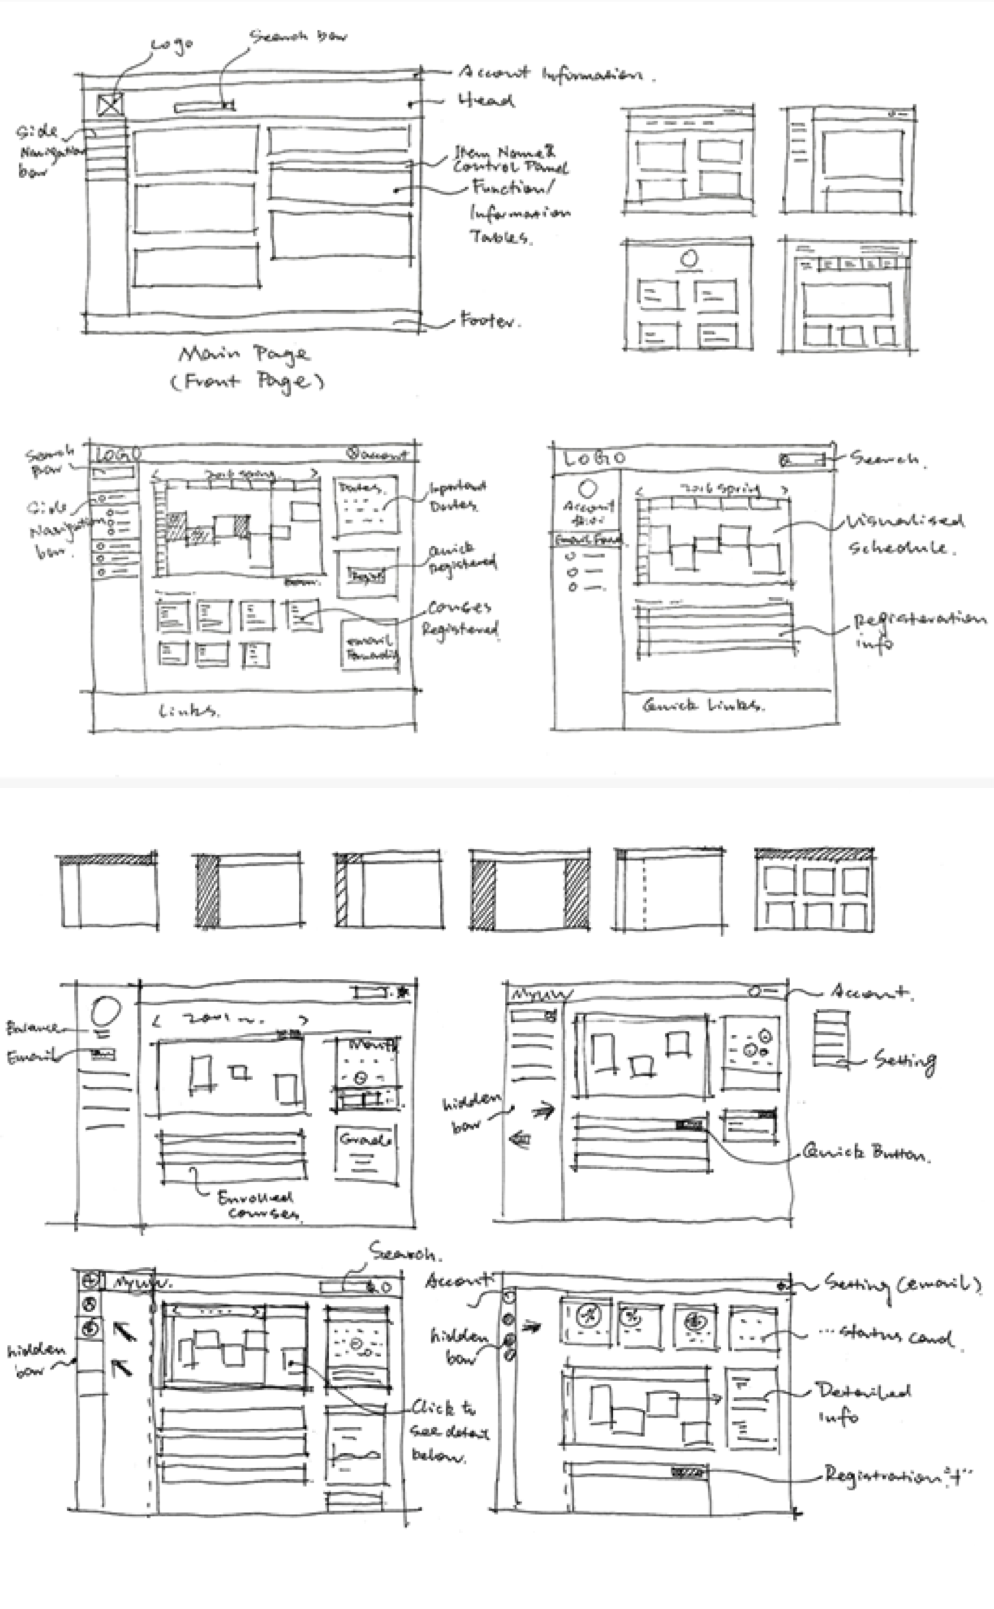 Logo
Search bar
Account Information.
Head
Side
Navigation
bar
Item Name &
Control Panel
Function/
Information
Tables.
Footer.
Main Page
(Front Page)
Search
Bar
LOGO
account
Side
Navigation
bar.
2016 spring.
Dates.
Important
Dates.
Quick
Registered
Regist
Courses
Registered.
email
Links.
LOGO
Search.
Account
Email Fwd.
2016 spring
Visualised
schedule.
Registeration
info
Quick Links.
Balance
Email
Month
Grade
Enrolled
courses.
MyUW
Account.
Setting
hidden
bar
Quick Button.
MyUW.
Search.
hidden
bar
Click to
see detail
below.
Account
hidden
bar
Setting (email)
...status card
Detailed
Info
Registration "+"